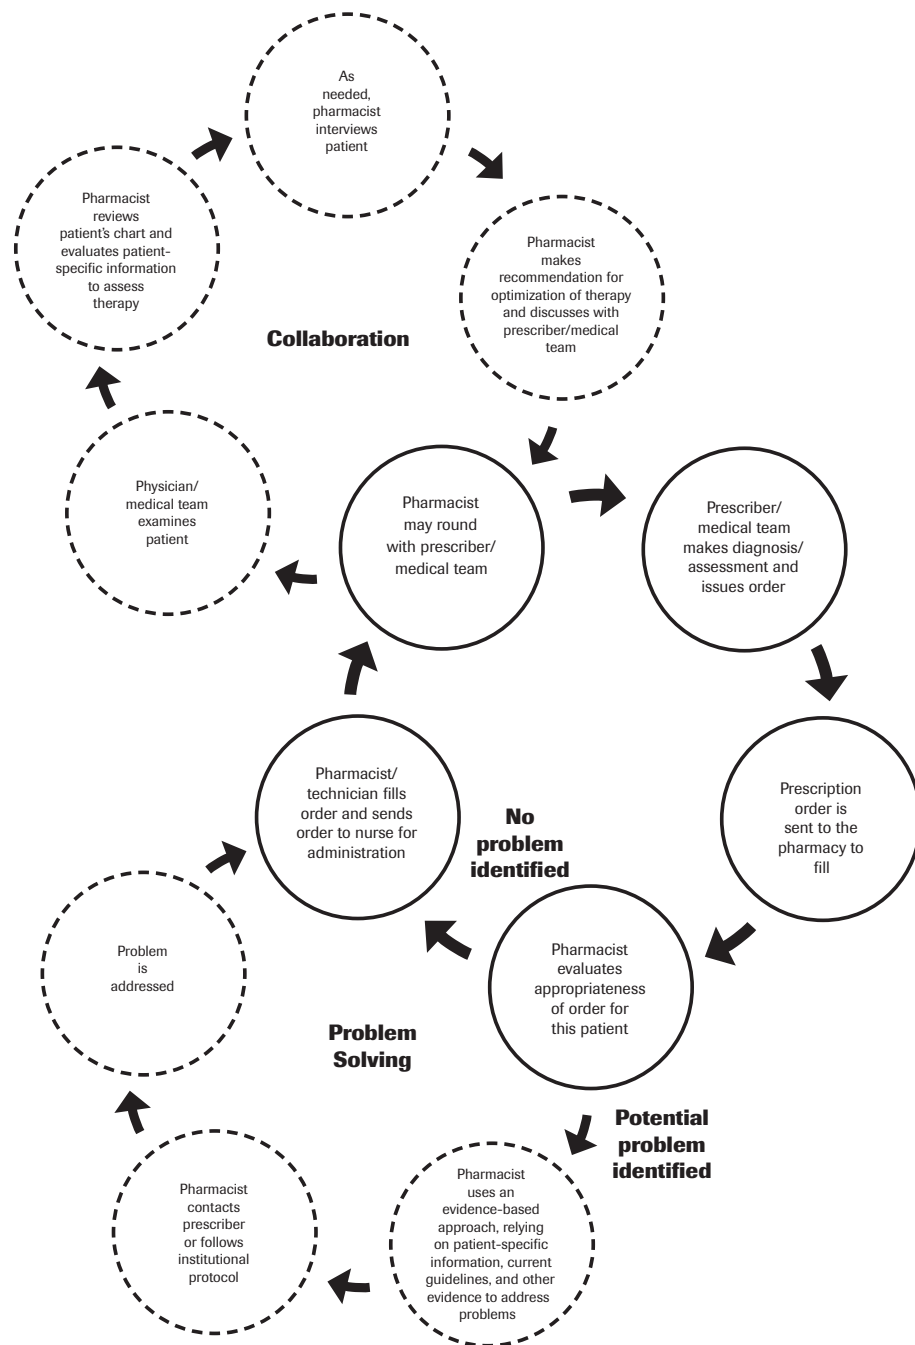 As
needed,
pharmacist
interviews
patient
Pharmacist
reviews
patient's chart and
evaluates patient-
specific information
to assess
therapy
Pharmacist
makes
recommendation for
optimization of therapy
and discusses with
prescriber/medical
team
Collaboration
Physician/
medical team
examines
patient
Pharmacist
may round
with prescriber/
medical team
Prescriber/
medical team
makes diagnosis/
assessment and
issues order
Pharmacist/
technician fills
order and sends
order to nurse for
administration
No
problem
identified
Prescription
order is
sent to the
pharmacy to
fill
Problem
is
addressed
Pharmacist
evaluates
appropriateness
of order for
this patient
Problem
Solving
Potential
problem
identified
Pharmacist
contacts
prescriber
or follows
institutional
protocol
Pharmacist
uses an
evidence-based
approach, relying
on patient-specific
information, current
guidelines, and other
evidence to address
problems